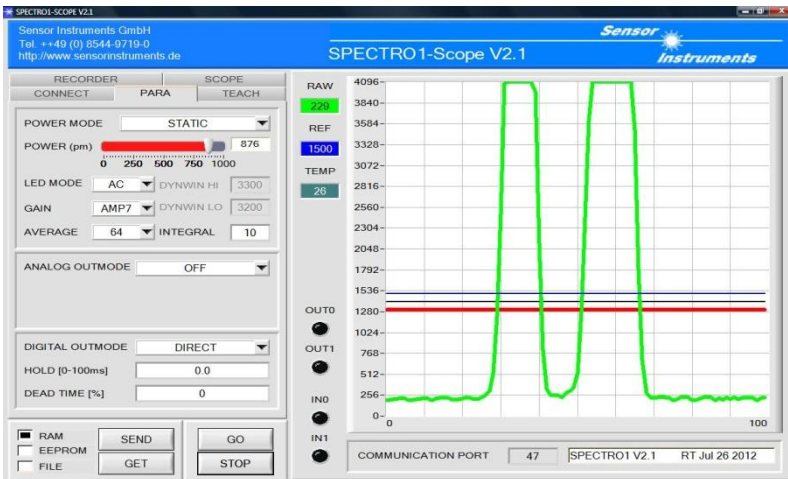 SPECTRO1-SCOPE V2.1
Sensor Instruments GmbH
Tel. ++49 (0) 8544-9719-0
http://www.sensorinstruments.de
SPECTRO1-Scope V2.1
Sensor
Instruments
RECORDER SCOPE
CONNECT PARA TEACH
POWER MODE STATIC
POWER (pm) 876
0 250 500 750 1000
LED MODE AC DYNWIN HI 3300
GAIN AMP7 DYNWIN LO 3200
AVERAGE 64 INTEGRAL 10
ANALOG OUTMODE OFF
DIGITAL OUTMODE DIRECT
HOLD [0-100ms] 0.0
DEAD TIME [%] 0
RAM
EEPROM
FILE
SEND GO
GET STOP
RAW
229
REF
1500
TEMP
26
OUT0
OUT1
IN0
IN1
4096-
3840-
3584-
3328-
3072-
2816-
2560-
2304-
2048-
1792-
1536-
1280-
1024-
768-
512-
256-
0-
0 100
COMMUNICATION PORT 47 SPECTRO1 V2.1 RT Jul 26 2012